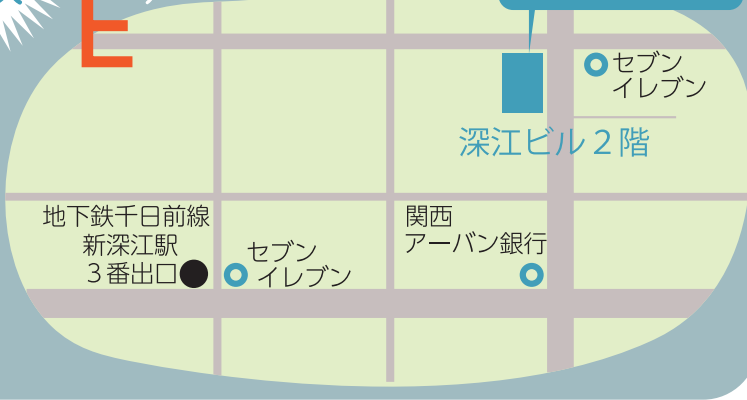 セブン
イレブン
深江ビル２階
地下鉄千日前線
新深江駅
３番出口
セブン
イレブン
関西
アーバン銀行